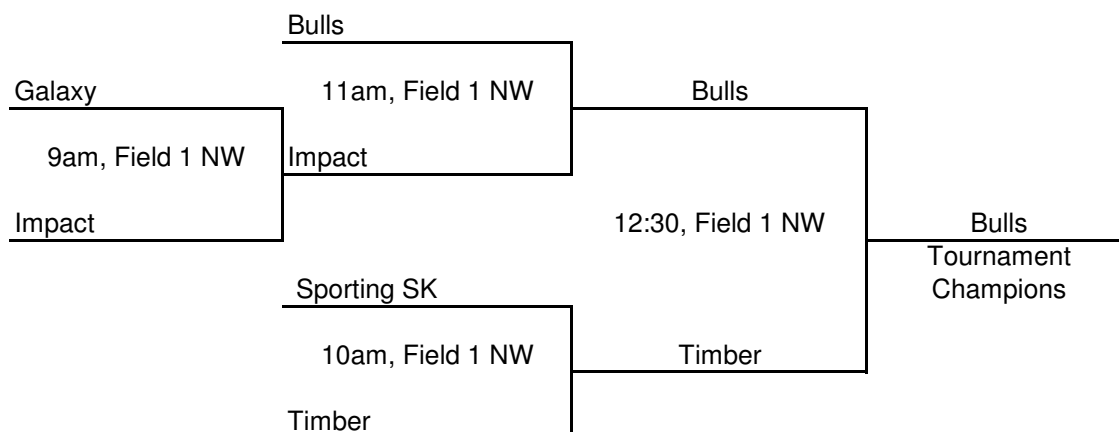 Bulls
Galaxy
11am, Field 1 NW
Bulls
9am, Field 1 NW
Impact
Impact
12:30, Field 1 NW
Bulls
Tournament
Champions
Sporting SK
10am, Field 1 NW
Timber
Timber